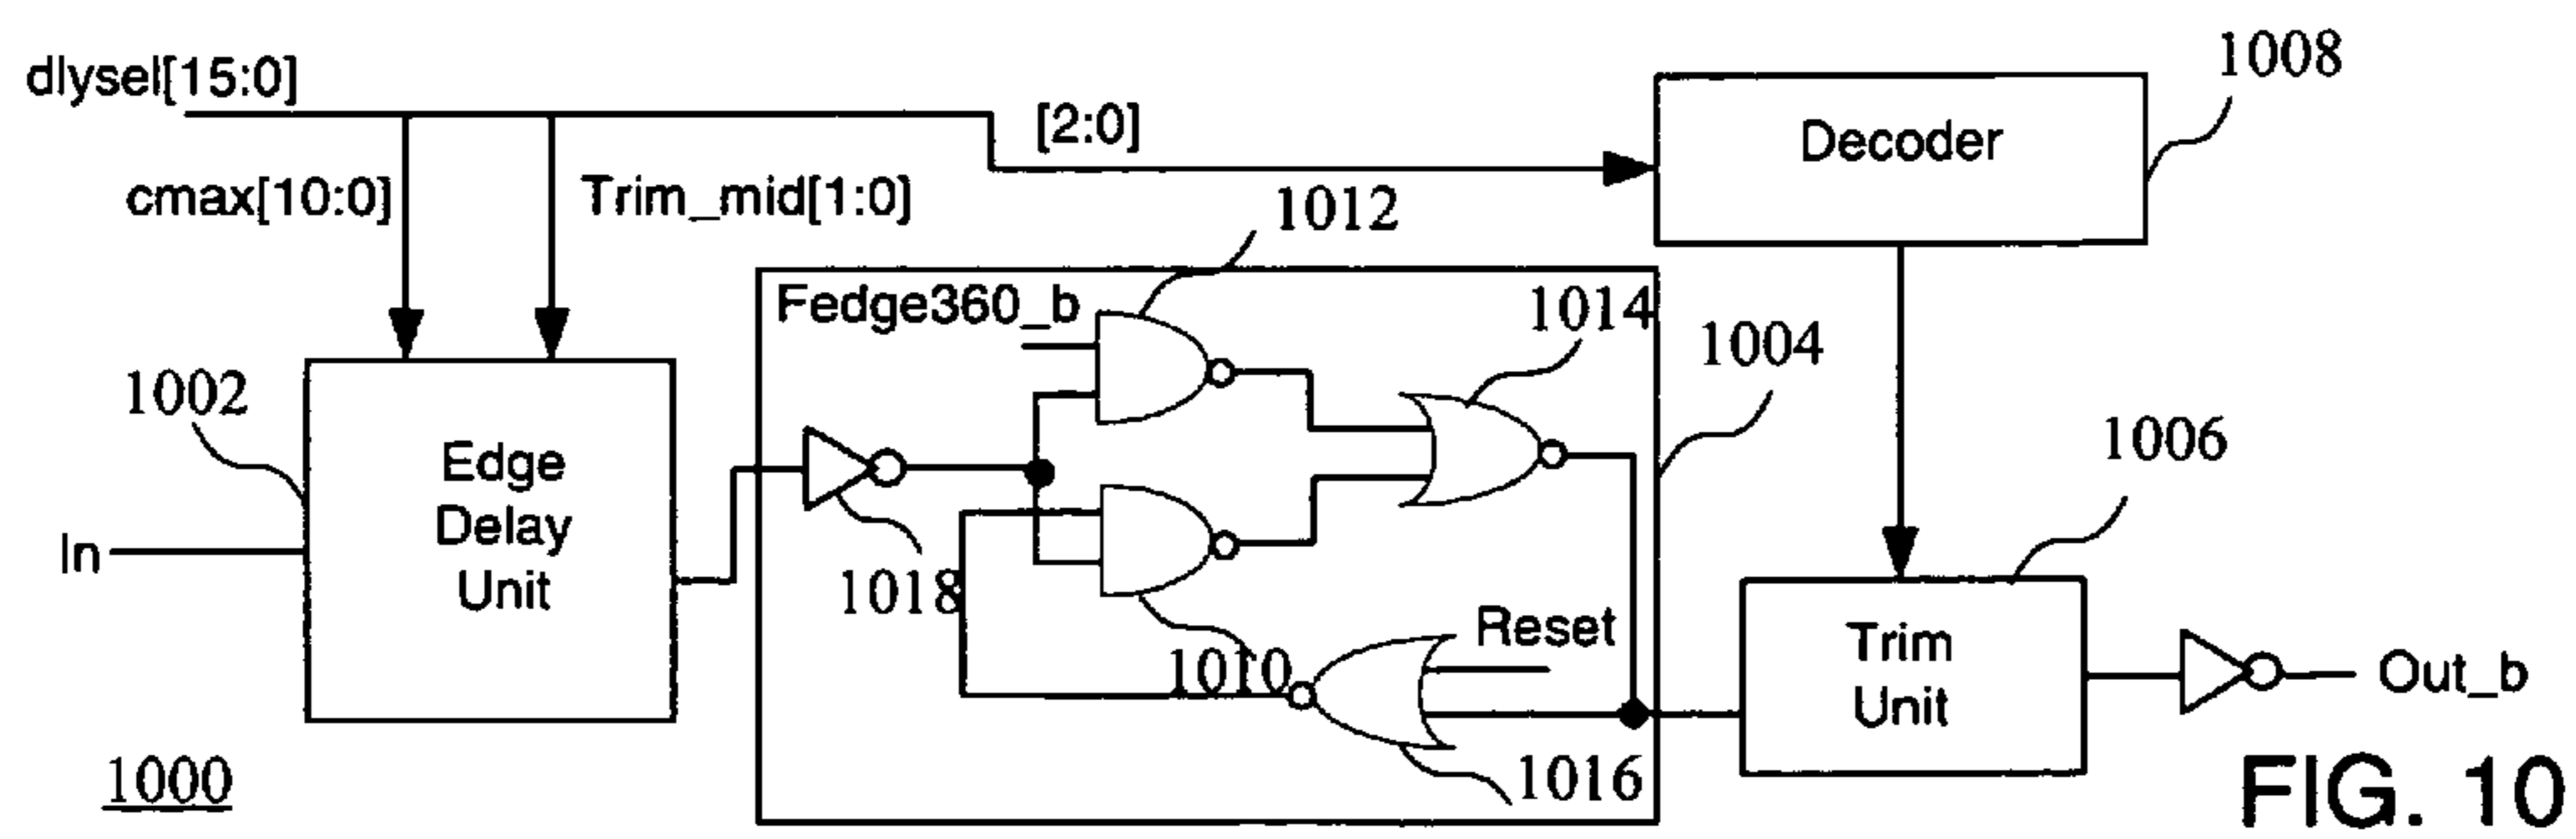 dlysel[15:0]
[2:0]
1008
Decoder
cmax[10:0]
Trim_mid[1:0]
1012
Fedge360_b
1014
1004
1002
1006
Edge
Delay
Unit
In
1018
1010
Reset
Trim
Unit
Out_b
1016
1000
FIG. 10